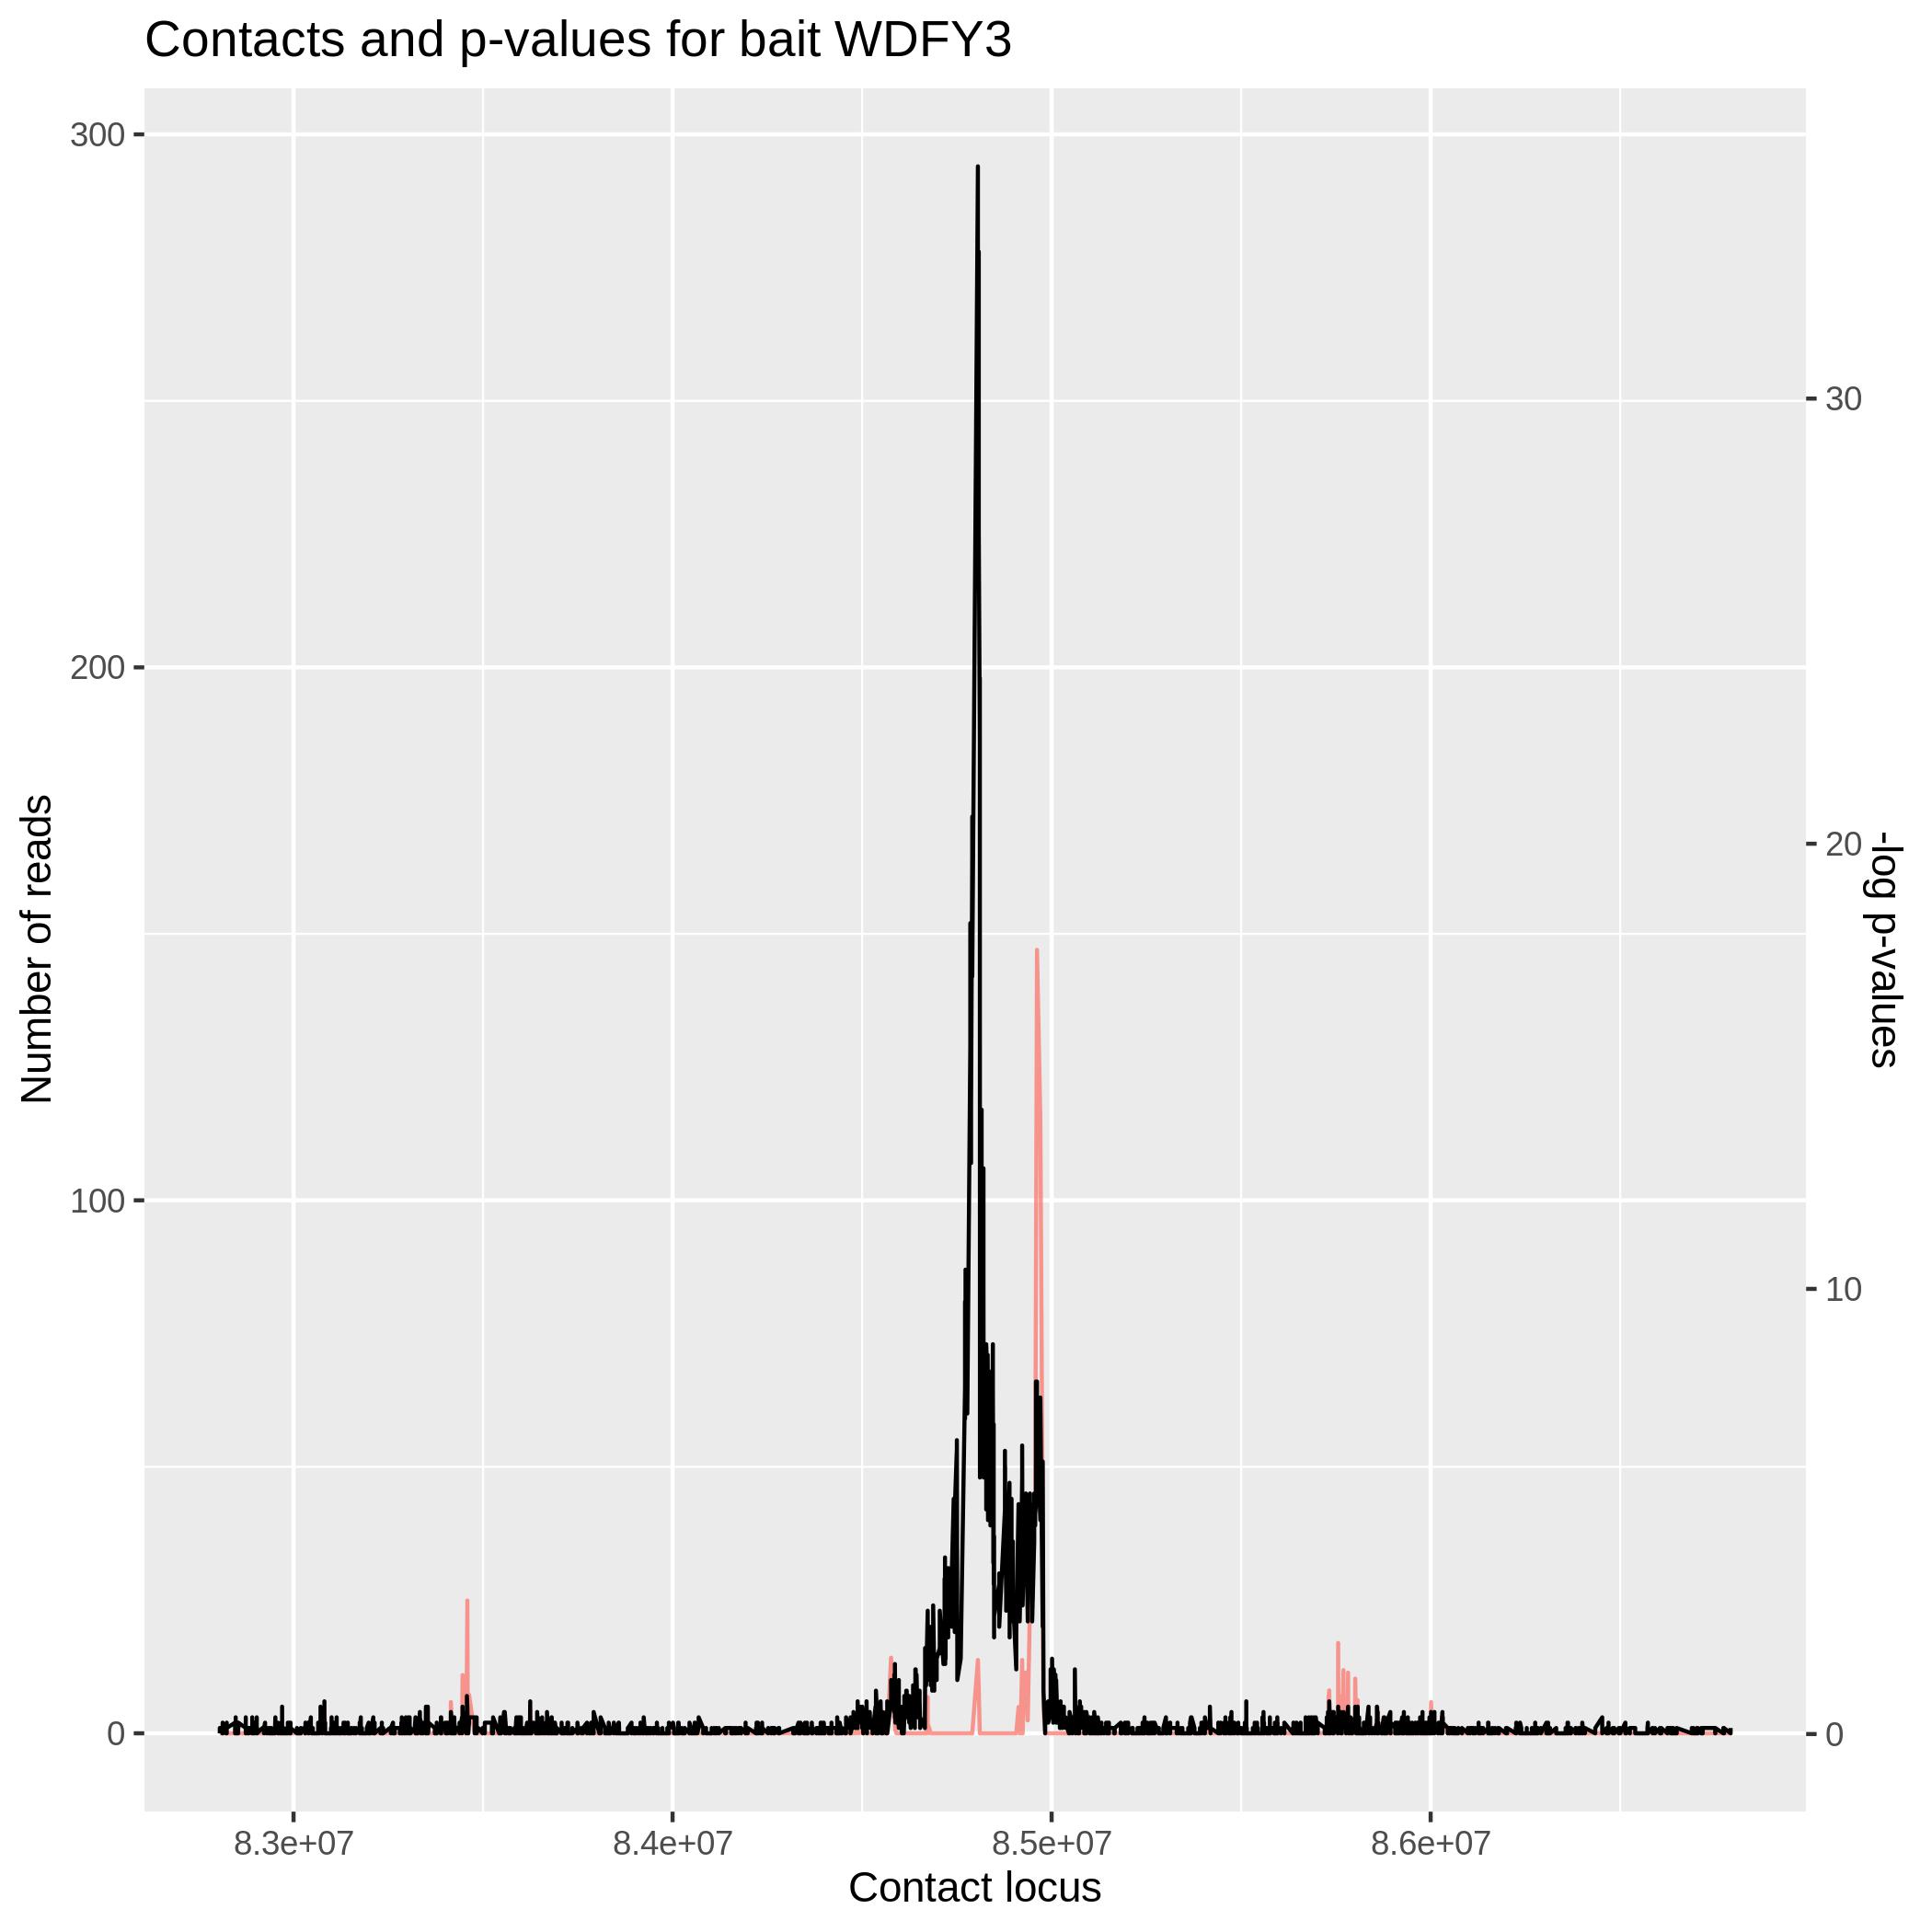 Contacts and p-values for bait WDFY3
300
200
100
0
Number of reads
30
20
10
0
-log p-values
8.3e+07
8.4e+07
8.5e+07
8.6e+07
Contact locus